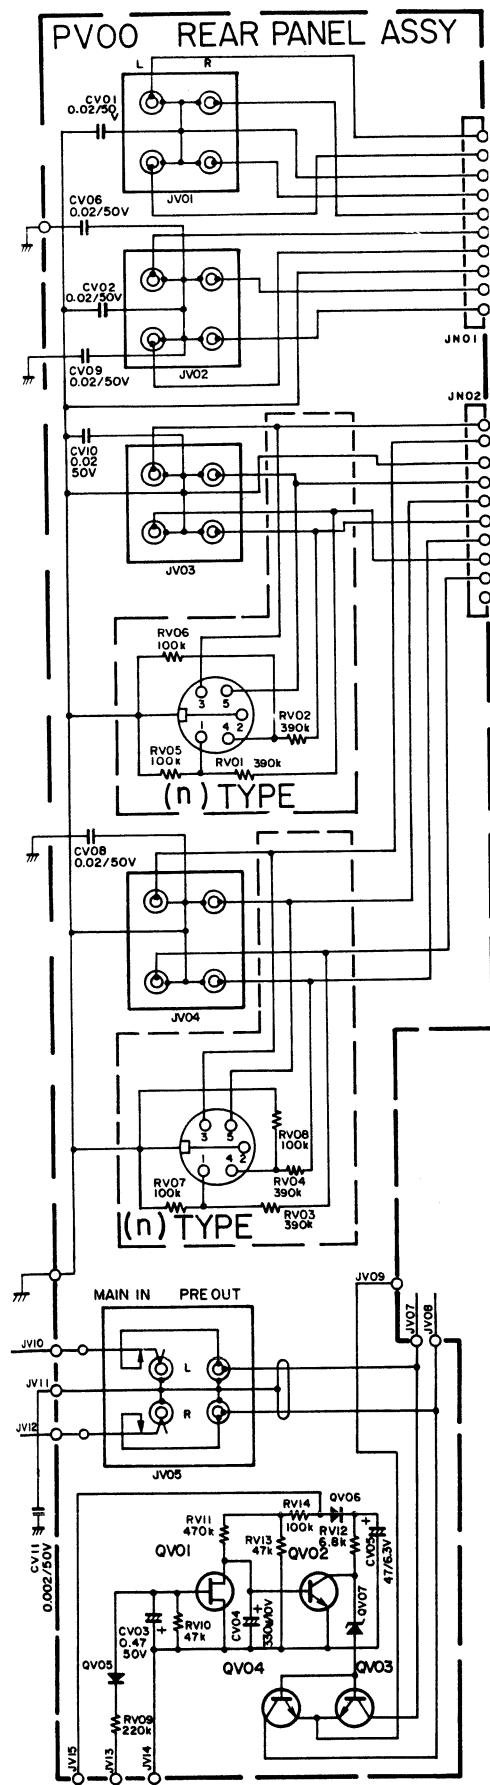 PV00 REAR PANEL ASSY
L R
CV01
0.02/50
V
JV01
CV06
0.02/50V
CV02
0.02/50V
JN01
CV09
0.02/50V
JV02
JN02
CV10
0.02
50V
JV03
RV06
100k
3 5
1 4 2
RV02
390k
RV05
100k
RV01 390k
(n) TYPE
CV08
0.02/50V
JV04
3 5
1 4 2
RV08
100k
RV07
100k
RV04
390k
RV03
390k
(n) TYPE
JV09
MAIN IN PRE OUT
JV07
JV08
JV10
L
JV11
R
JV12
JV05
CV11
0.002/50V
RV11
470k
RV14
100k
QV06
RV13
47k
RV12
6.8k
CV05
47/6.3V
QV01
QV02
QV07
CV03
0.47
50V
RV10
47k
CV04
330u/10V
QV05
QV04
QV03
RV09
220k
JV15
JV13
JV14